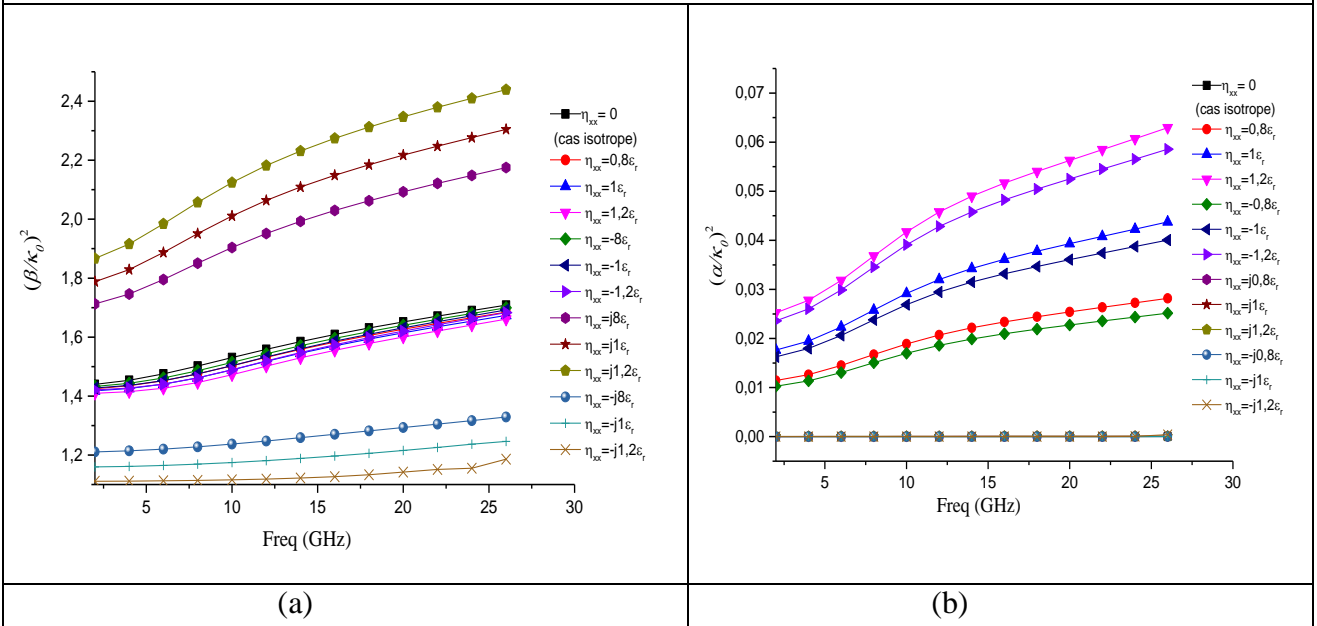 2,4
2,2
2,0
1,8
1,6
1,4
1,2
(β/κ₀)²
5 10 15 20 25 30
Freq (GHz)
ηxx= 0
(cas isotrope)
ηxx=0,8εr
ηxx=1εr
ηxx=1,2εr
ηxx=-8εr
ηxx=-1εr
ηxx=-1,2εr
ηxx=j8εr
ηxx=j1εr
ηxx=j1,2εr
ηxx=-j8εr
ηxx=-j1εr
ηxx=-j1,2εr
(a)
0,07
0,06
0,05
0,04
0,03
0,02
0,01
0,00
(α/κ₀)²
5 10 15 20 25 30
Freq (GHz)
ηxx= 0
(cas isotrope)
ηxx=0,8εr
ηxx=1εr
ηxx=1,2εr
ηxx=-0,8εr
ηxx=-1εr
ηxx=-1,2εr
ηxx=j0,8εr
ηxx=j1εr
ηxx=j1,2εr
ηxx=-j0,8εr
ηxx=-j1εr
ηxx=-j1,2εr
(b)